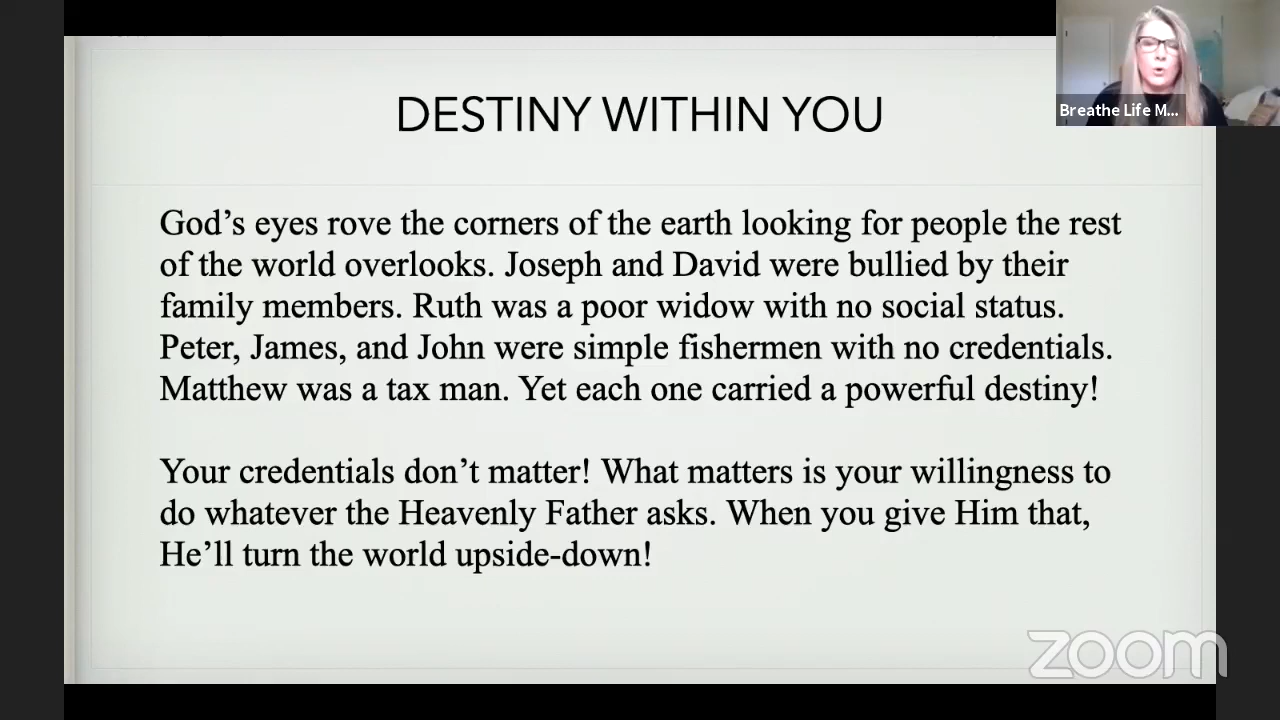 DESTINY WITHIN YOU
Breathe Life M...
God’s eyes rove the corners of the earth looking for people the rest
of the world overlooks. Joseph and David were bullied by their
family members. Ruth was a poor widow with no social status.
Peter, James, and John were simple fishermen with no credentials.
Matthew was a tax man. Yet each one carried a powerful destiny!
Your credentials don’t matter! What matters is your willingness to
do whatever the Heavenly Father asks. When you give Him that,
He’ll turn the world upside-down!
zoom